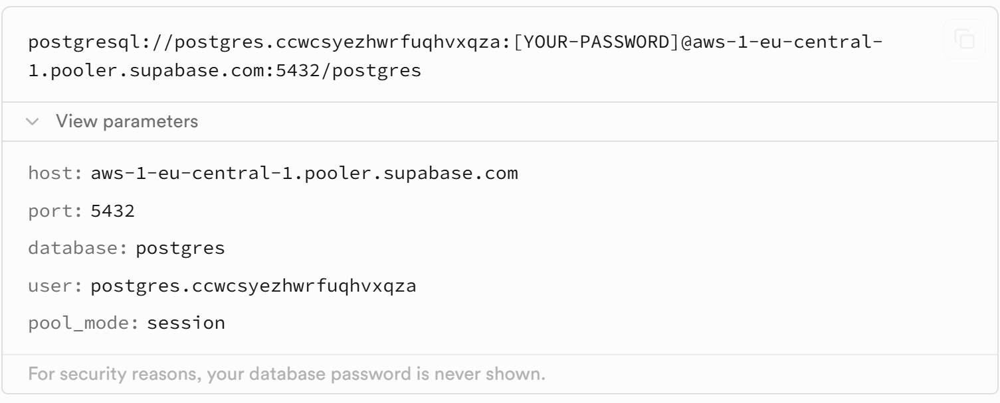 postgresql://postgres.ccwcsyezhwrfuqhvxqza:[YOUR-PASSWORD]@aws-1-eu-central-
1.pooler.supabase.com:5432/postgres
View parameters
host: aws-1-eu-central-1.pooler.supabase.com
port: 5432
database: postgres
user: postgres.ccwcsyezhwrfuqhvxqza
pool_mode: session
For security reasons, your database password is never shown.